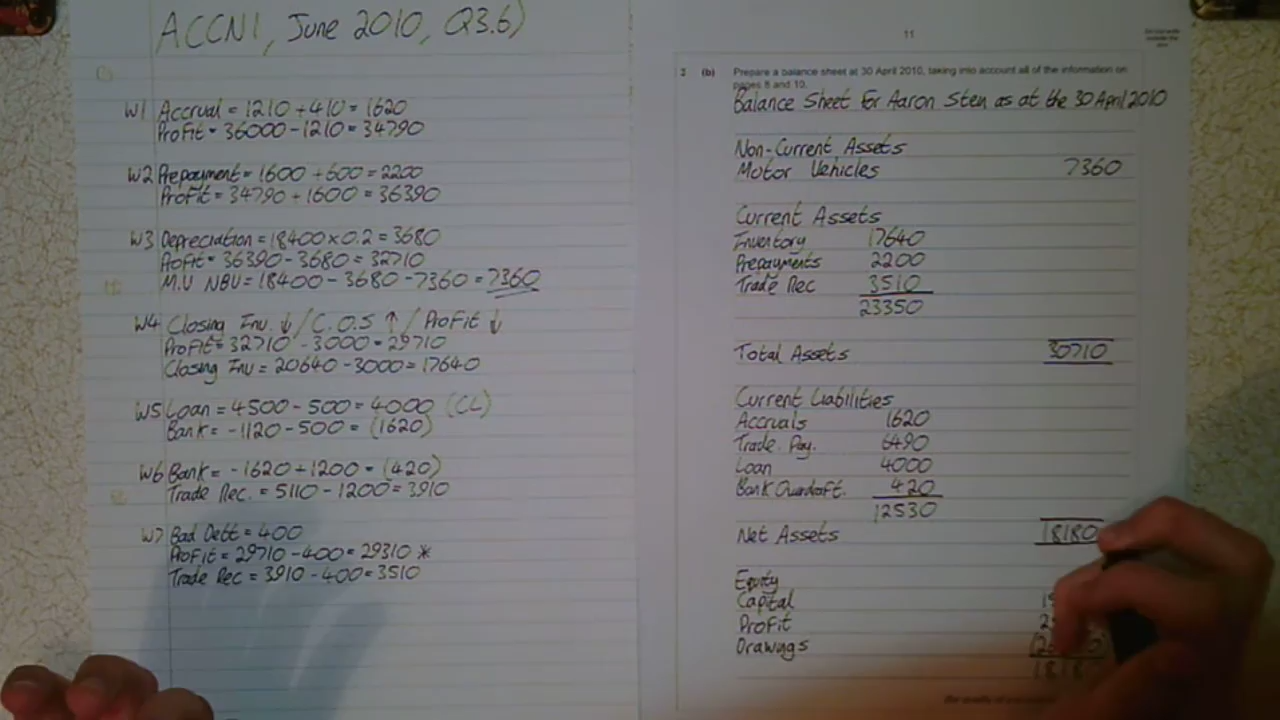 ACCN1, June 2010, Q3.b)
W1 Accrual = 1210 + 410 = 1620
Profit = 36000 - 1210 = 34790
W2 Prepayment = 1600 + 600 = 2200
Profit = 34790 + 1600 = 36390
W3 Depreciation = 18400 x 0.2 = 3680
Profit = 36390 - 3680 = 32710
M.V NBV = 18400 - 3680 - 7360 = 7360
W4 Closing Inv. ↓ / C.O.S ↑ / Profit ↓
Profit = 32710 - 3000 = 29710
Closing Inv = 20640 - 3000 = 17640
W5 Loan = 4500 - 500 = 4000 (CL)
Bank = -1120 - 500 = (1620)
W6 Bank = -1620 + 1200 = (420)
Trade Rec. = 5110 - 1200 = 3910
W7 Bad Debt = 400
Profit = 29710 - 400 = 29310 *
Trade Rec = 3910 - 400 = 3510
11
3 (b) Prepare a balance sheet at 30 April 2010, taking into account all of the information on
pages 8 and 10.
Balance Sheet for Aaron Sten as at the 30 April 2010
Non-Current Assets
Motor Vehicles 7360
Current Assets
Inventory 17640
Prepayments 2200
Trade Rec 3510
23350
Total Assets 30710
Current Liabilities
Accruals 1620
Trade Pay. 6490
Loan 4000
Bank Overdraft. 420
12530
Net Assets 18180
Equity
Capital
Profit
Drawings
18180